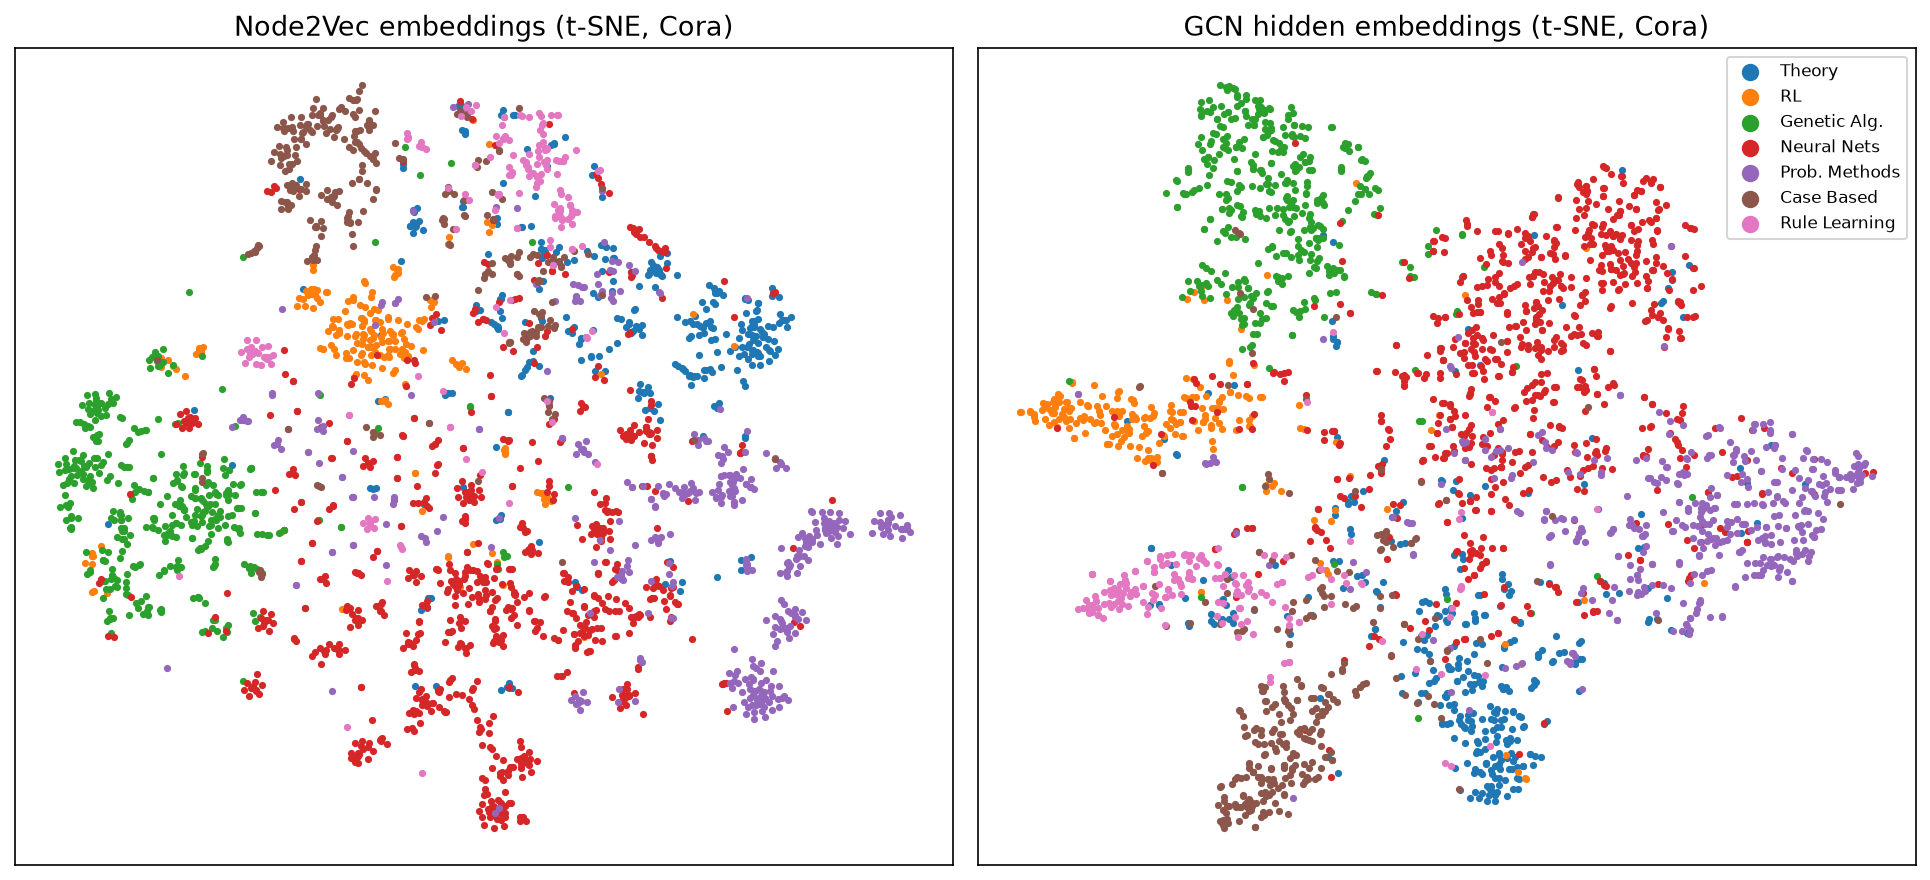 Node2Vec embeddings (t-SNE, Cora)
GCN hidden embeddings (t-SNE, Cora)
Theory
RL
Genetic Alg.
Neural Nets
Prob. Methods
Case Based
Rule Learning